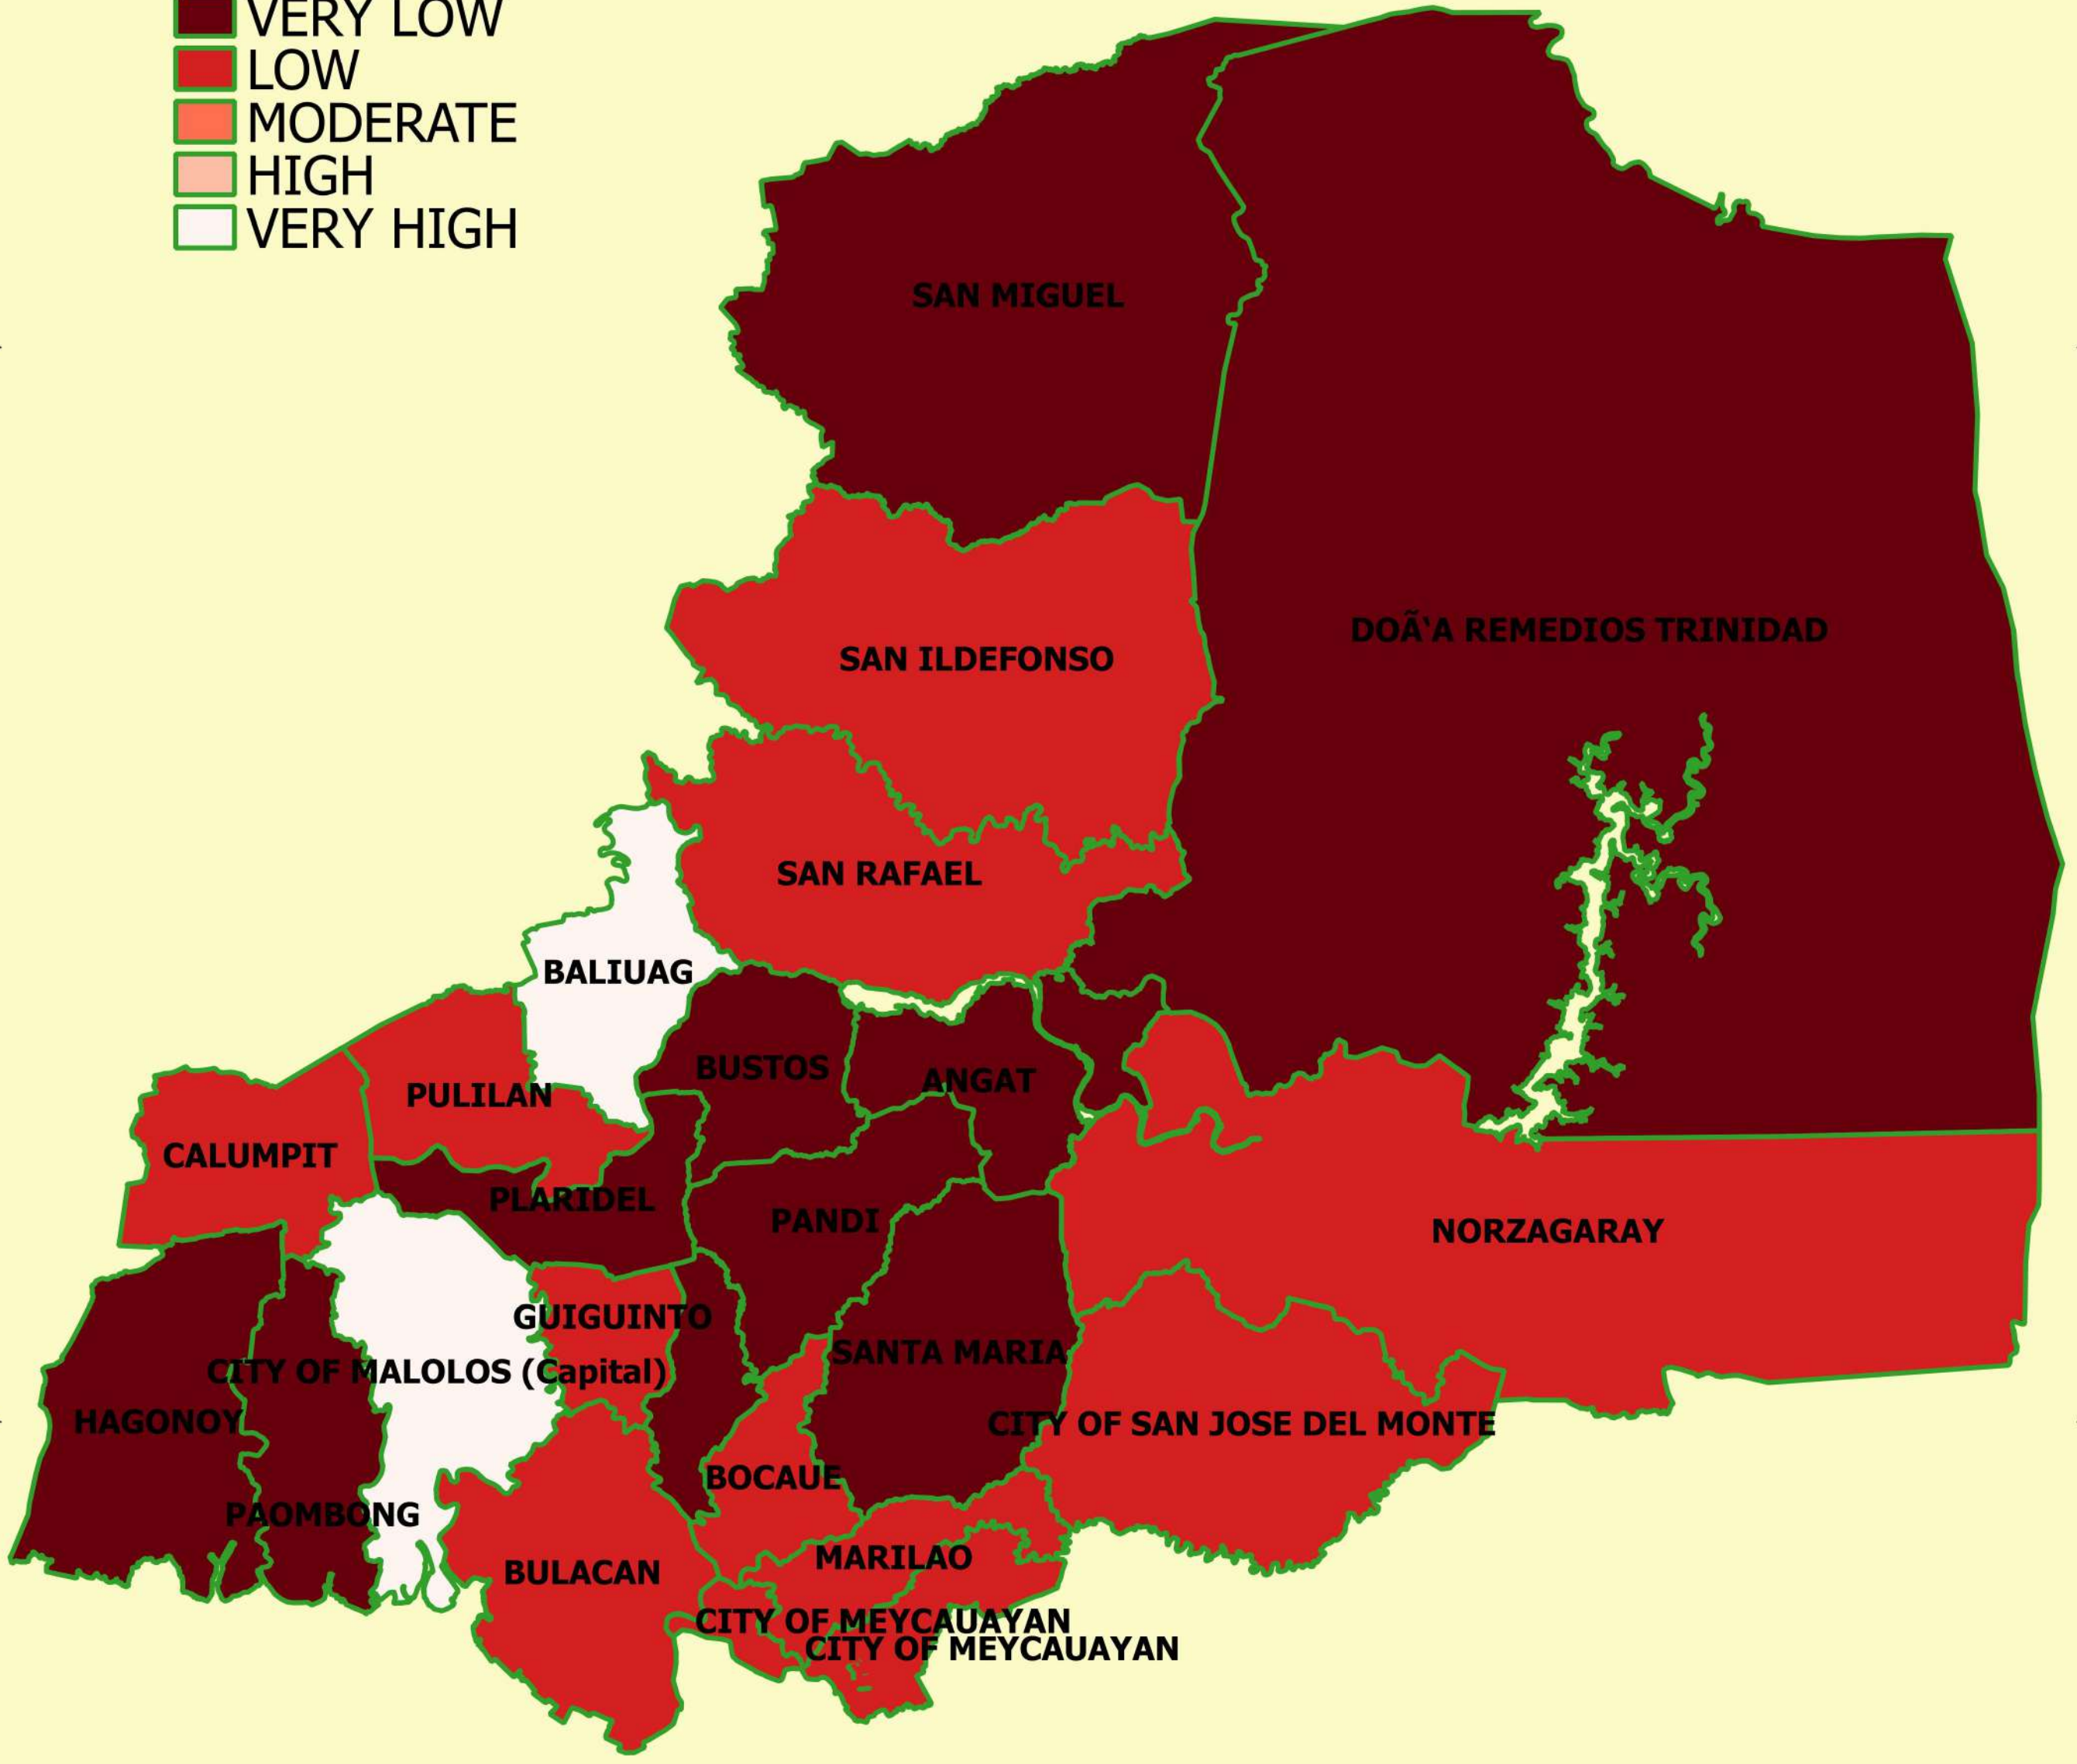 VERY LOW
LOW
MODERATE
HIGH
VERY HIGH
SAN MIGUEL
DOÃ‘A REMEDIOS TRINIDAD
SAN ILDEFONSO
SAN RAFAEL
BALIUAG
BUSTOS
ANGAT
PULILAN
CALUMPIT
PLARIDEL
PANDI
NORZAGARAY
GUIGUINTO
SANTA MARIA
CITY OF MALOLOS (Capital)
HAGONOY
CITY OF SAN JOSE DEL MONTE
BOCAUE
PAOMBONG
MARILAO
BULACAN
CITY OF MEYCAUAYAN
CITY OF MEYCAUAYAN